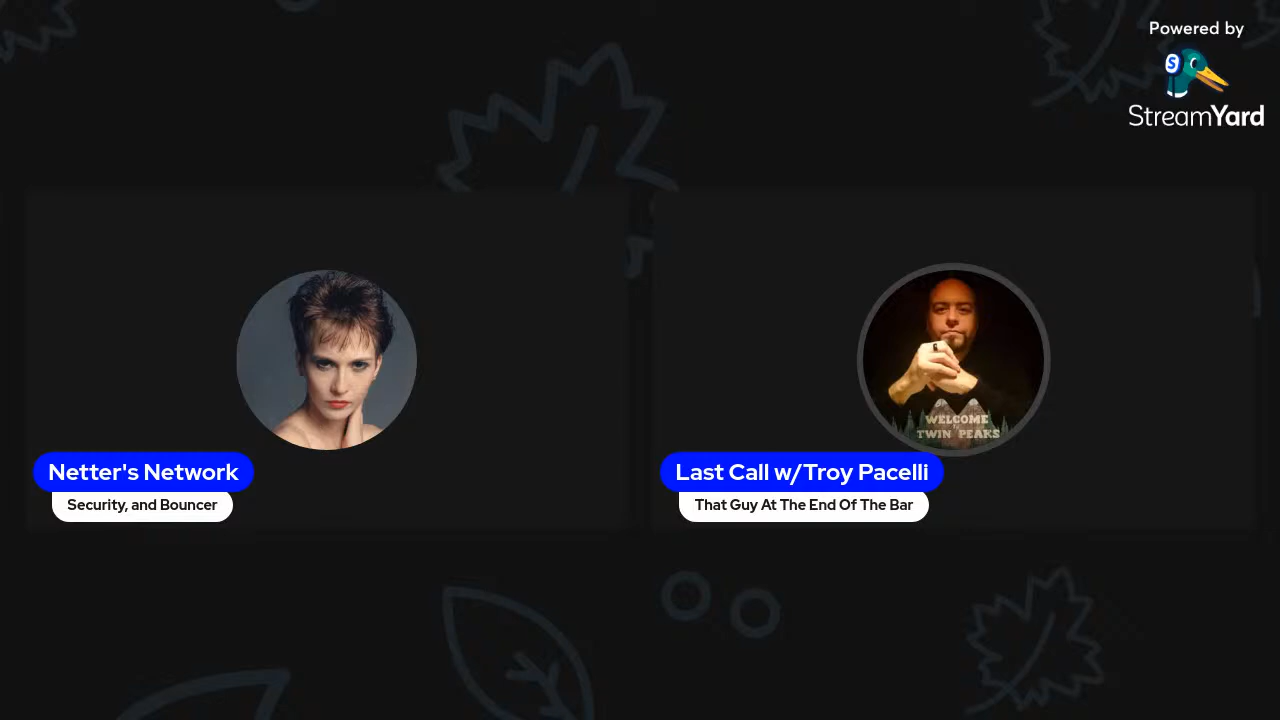 Powered by
S
StreamYard
WELCOME
TWIN PEAKS
Netter's Network
Security, and Bouncer
Last Call w/Troy Pacelli
That Guy At The End Of The Bar